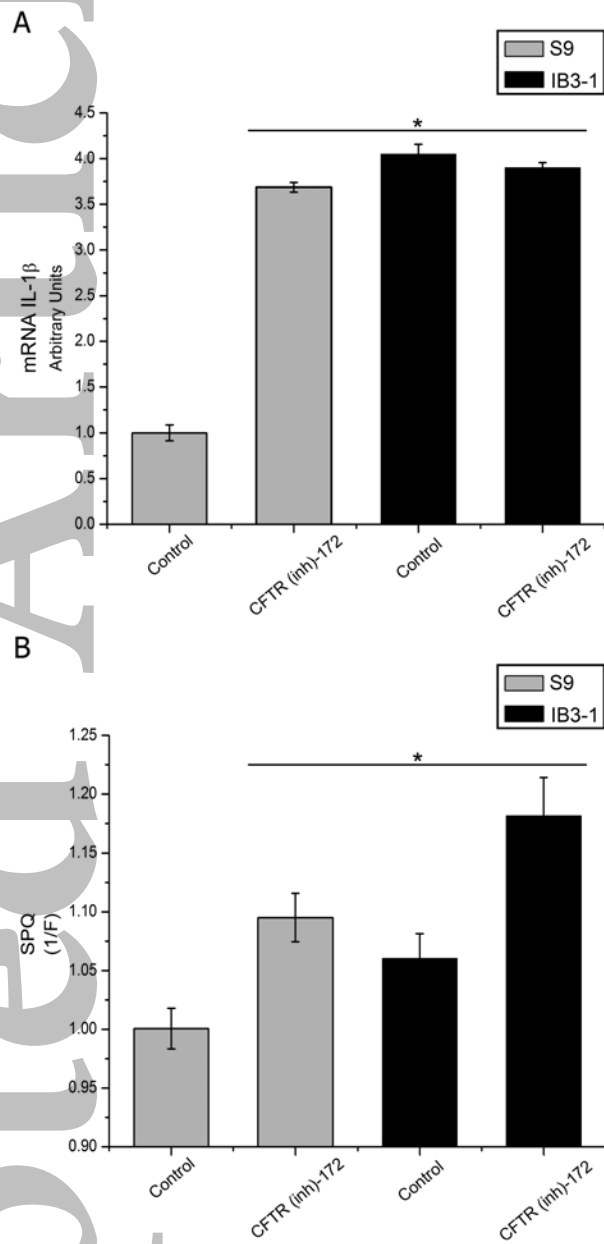 A
S9
IB3-1
*
4.5
4.0
3.5
3.0
2.5
2.0
1.5
1.0
0.5
0.0
mRNA IL-1β
Arbitrary Units
Control
CFTR (inh)-172
Control
CFTR (inh)-172
B
S9
IB3-1
*
1.25
1.20
1.15
1.10
1.05
1.00
0.95
0.90
SPQ
(1/F)
Control
CFTR (inh)-172
Control
CFTR (inh)-172